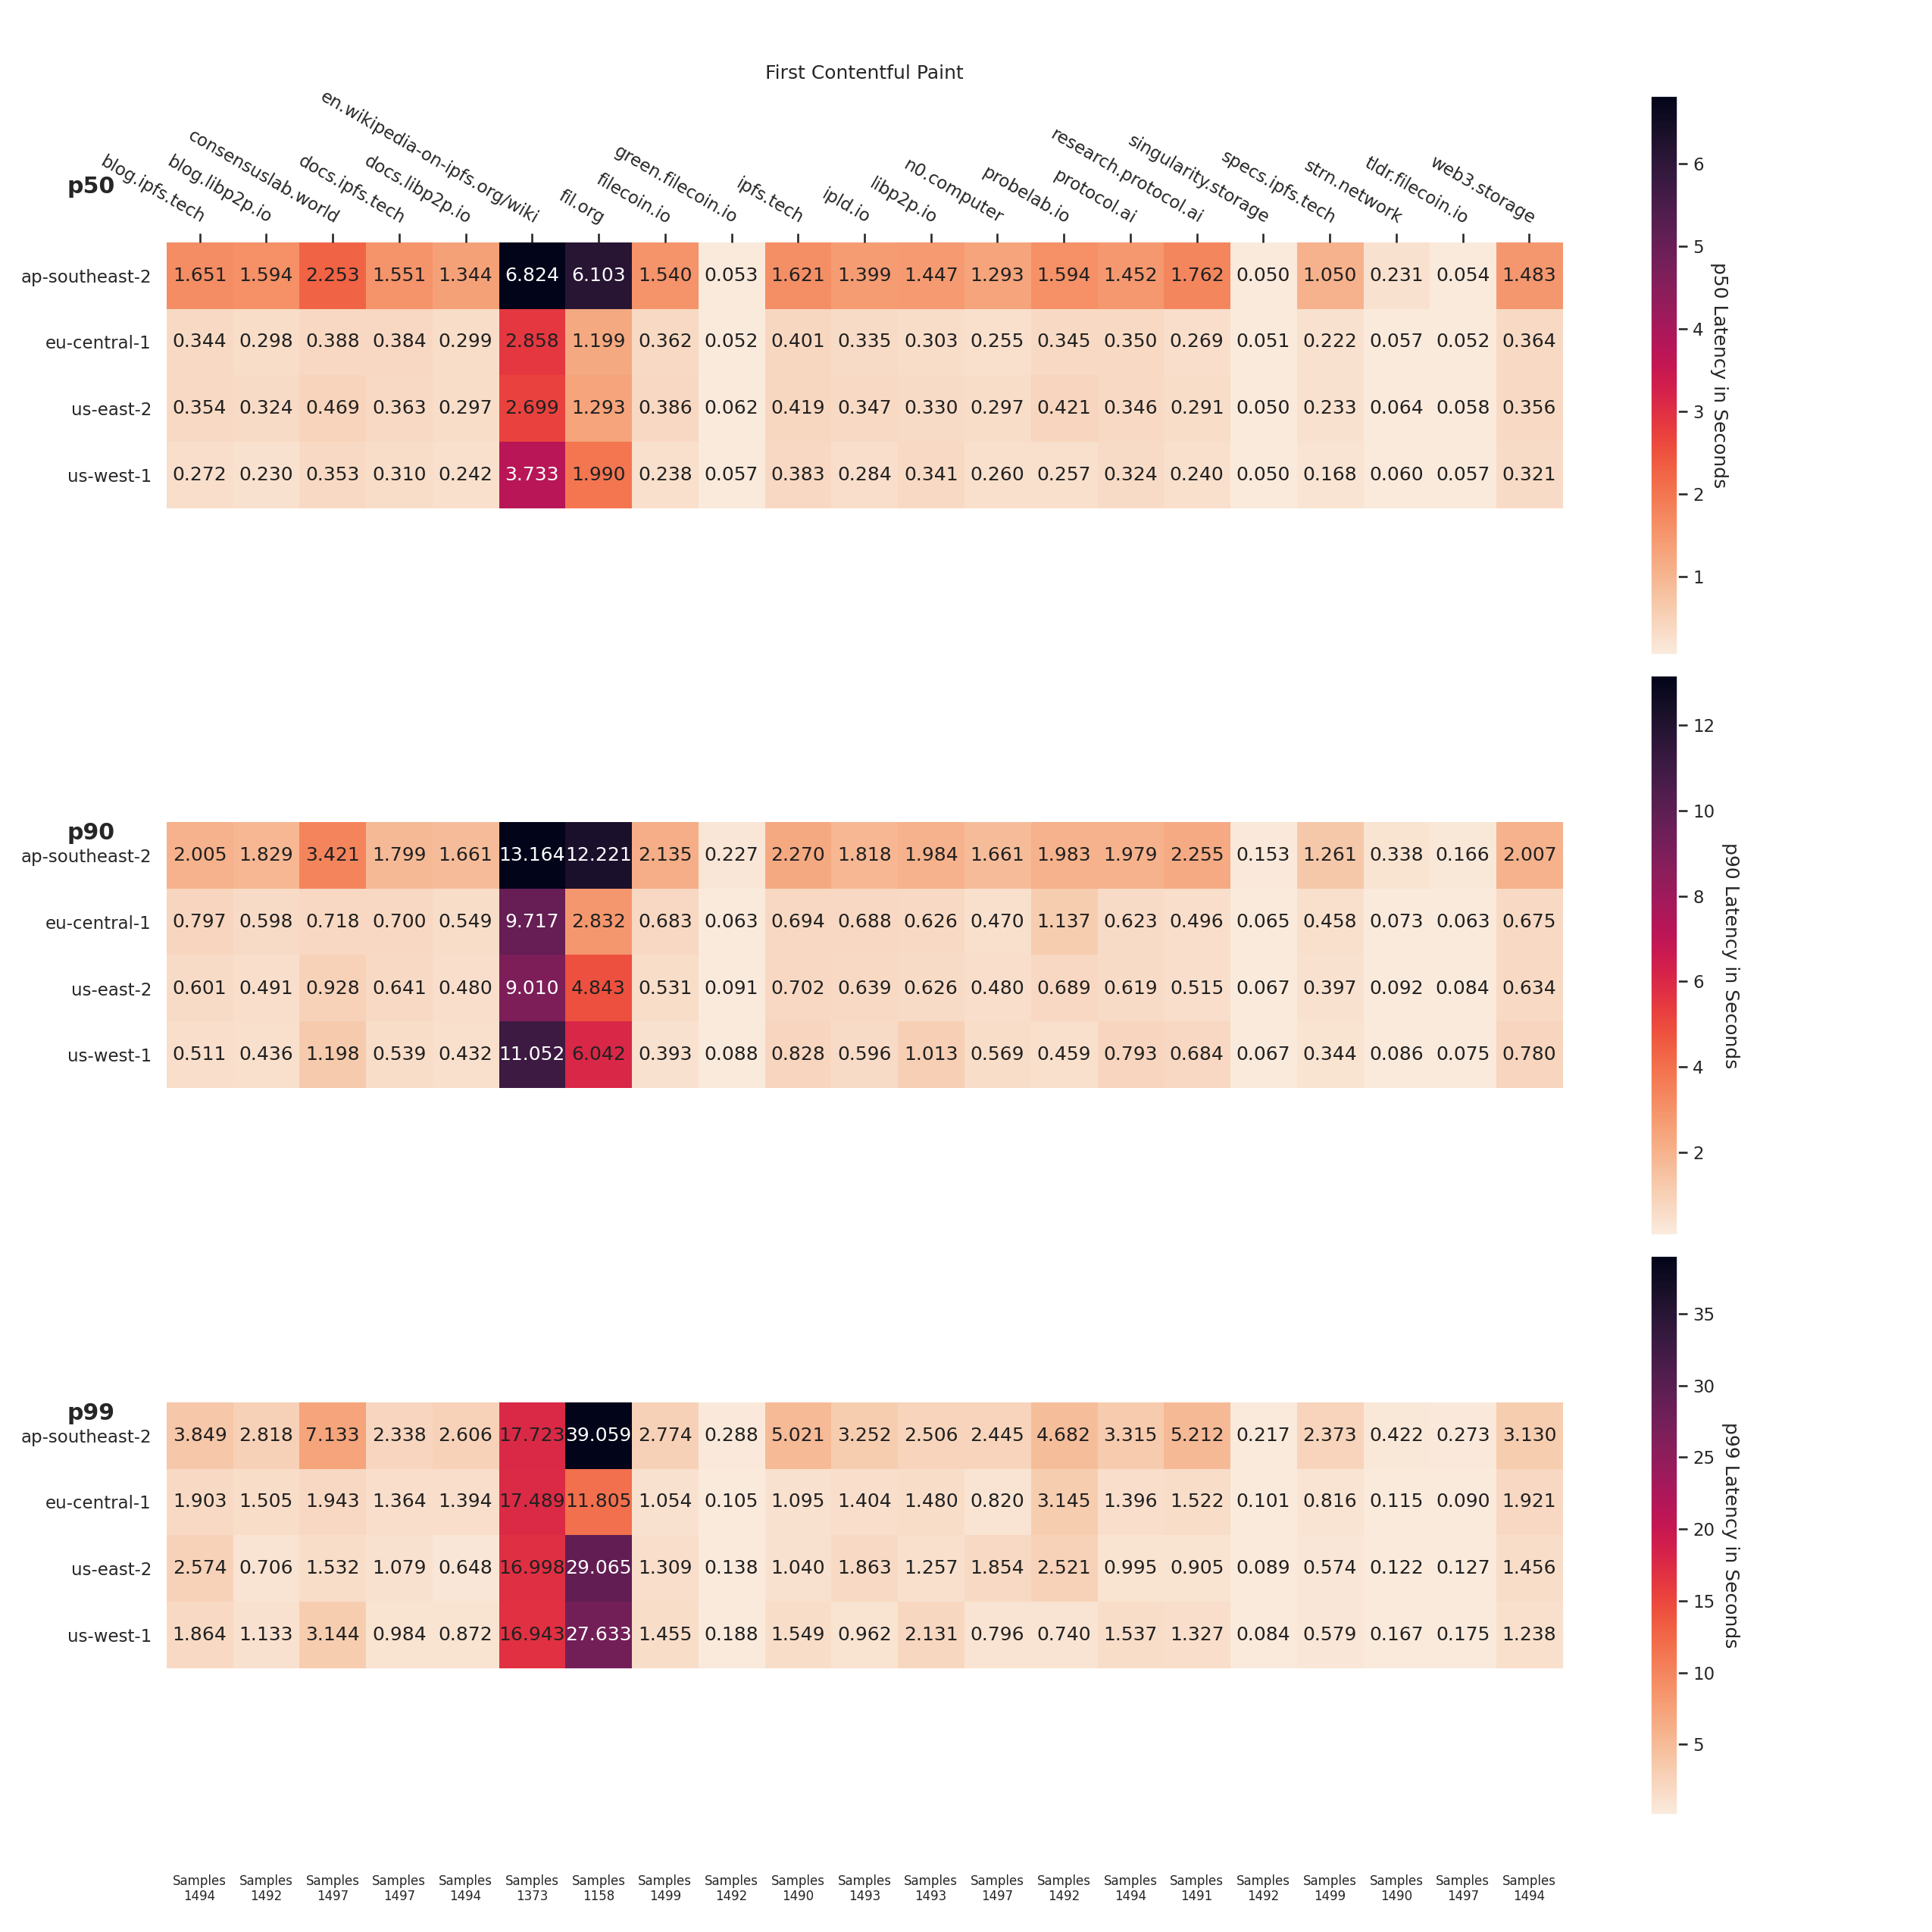 First Contentful Paint
p50
blog.ipfs.tech
blog.libp2p.io
consensuslab.world
docs.ipfs.tech
docs.libp2p.io
en.wikipedia-on-ipfs.org/wiki
fil.org
filecoin.io
green.filecoin.io
ipfs.tech
ipld.io
libp2p.io
n0.computer
probelab.io
protocol.ai
research.protocol.ai
singularity.storage
specs.ipfs.tech
strn.network
tldr.filecoin.io
web3.storage
ap-southeast-2 1.651 1.594 2.253 1.551 1.344 6.824 6.103 1.540 0.053 1.621 1.399 1.447 1.293 1.594 1.452 1.762 0.050 1.050 0.231 0.054 1.483
eu-central-1 0.344 0.298 0.388 0.384 0.299 2.858 1.199 0.362 0.052 0.401 0.335 0.303 0.255 0.345 0.350 0.269 0.051 0.222 0.057 0.052 0.364
us-east-2 0.354 0.324 0.469 0.363 0.297 2.699 1.293 0.386 0.062 0.419 0.347 0.330 0.297 0.421 0.346 0.291 0.050 0.233 0.064 0.058 0.356
us-west-1 0.272 0.230 0.353 0.310 0.242 3.733 1.990 0.238 0.057 0.383 0.284 0.341 0.260 0.257 0.324 0.240 0.050 0.168 0.060 0.057 0.321
6
5
4
3
2
1
p50 Latency in Seconds
p90
ap-southeast-2 2.005 1.829 3.421 1.799 1.661 13.164 12.221 2.135 0.227 2.270 1.818 1.984 1.661 1.983 1.979 2.255 0.153 1.261 0.338 0.166 2.007
eu-central-1 0.797 0.598 0.718 0.700 0.549 9.717 2.832 0.683 0.063 0.694 0.688 0.626 0.470 1.137 0.623 0.496 0.065 0.458 0.073 0.063 0.675
us-east-2 0.601 0.491 0.928 0.641 0.480 9.010 4.843 0.531 0.091 0.702 0.639 0.626 0.480 0.689 0.619 0.515 0.067 0.397 0.092 0.084 0.634
us-west-1 0.511 0.436 1.198 0.539 0.432 11.052 6.042 0.393 0.088 0.828 0.596 1.013 0.569 0.459 0.793 0.684 0.067 0.344 0.086 0.075 0.780
12
10
8
6
4
2
p90 Latency in Seconds
p99
ap-southeast-2 3.849 2.818 7.133 2.338 2.606 17.723 39.059 2.774 0.288 5.021 3.252 2.506 2.445 4.682 3.315 5.212 0.217 2.373 0.422 0.273 3.130
eu-central-1 1.903 1.505 1.943 1.364 1.394 17.489 11.805 1.054 0.105 1.095 1.404 1.480 0.820 3.145 1.396 1.522 0.101 0.816 0.115 0.090 1.921
us-east-2 2.574 0.706 1.532 1.079 0.648 16.998 29.065 1.309 0.138 1.040 1.863 1.257 1.854 2.521 0.995 0.905 0.089 0.574 0.122 0.127 1.456
us-west-1 1.864 1.133 3.144 0.984 0.872 16.943 27.633 1.455 0.188 1.549 0.962 2.131 0.796 0.740 1.537 1.327 0.084 0.579 0.167 0.175 1.238
35
30
25
20
15
10
5
p99 Latency in Seconds
Samples Samples Samples Samples Samples Samples Samples Samples Samples Samples Samples Samples Samples Samples Samples Samples Samples Samples Samples Samples Samples
1494 1492 1497 1497 1494 1373 1158 1499 1492 1490 1493 1493 1497 1492 1494 1491 1492 1499 1490 1497 1494